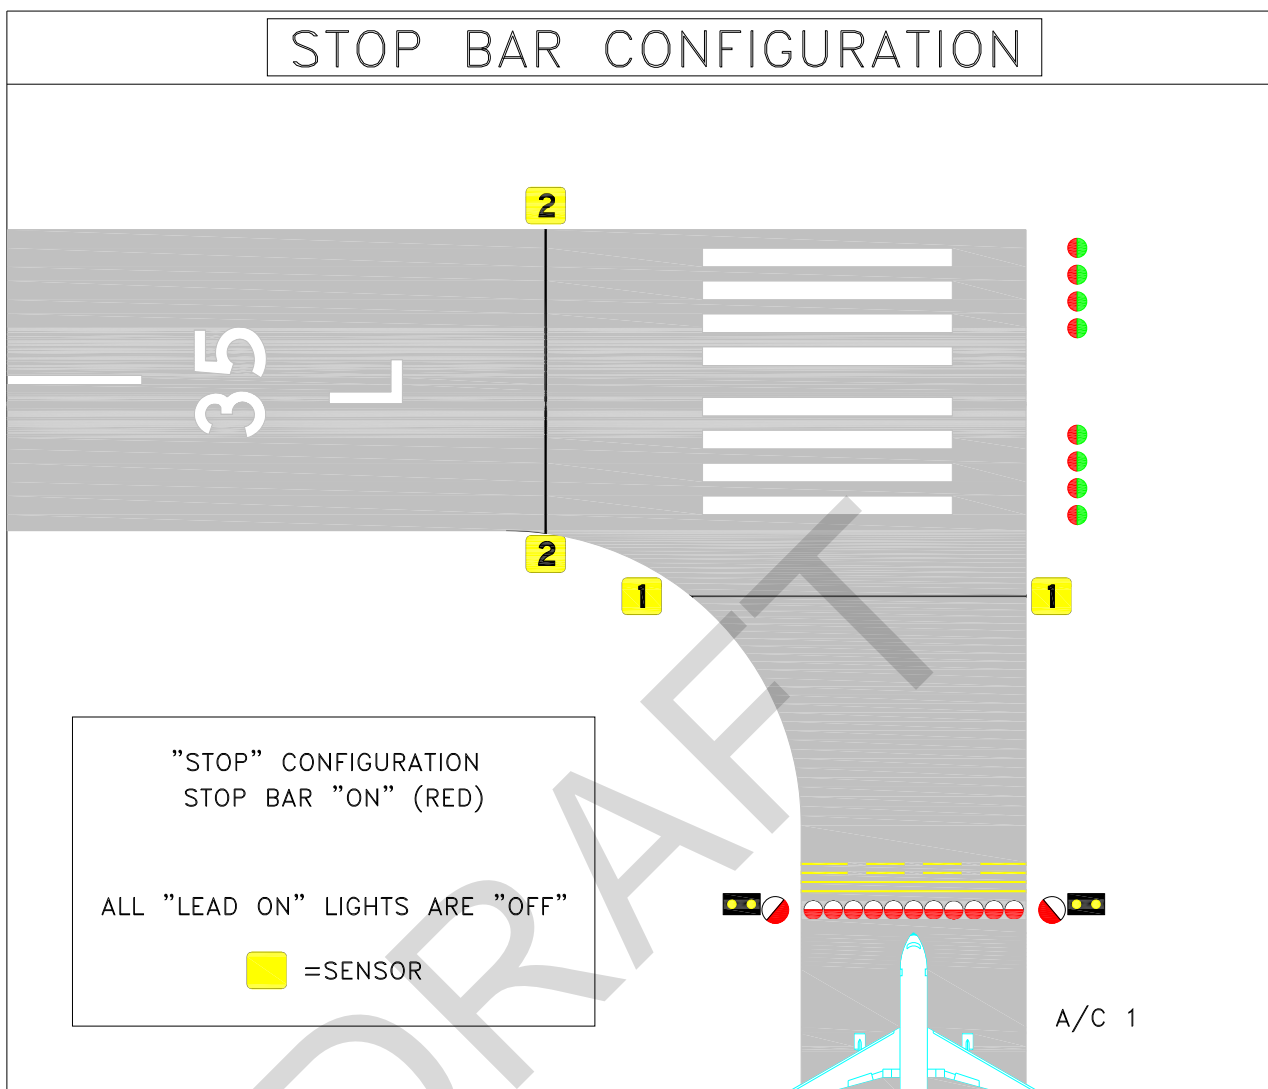 STOP BAR CONFIGURATION
2
35
L
2
1
1
"STOP" CONFIGURATION
STOP BAR "ON" (RED)
ALL "LEAD ON" LIGHTS ARE "OFF"
=SENSOR
A/C 1
DRAFT